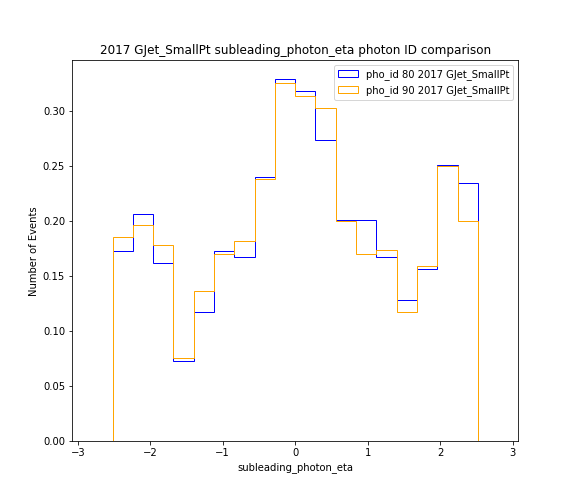 2017 GJet_SmallPt subleading_photon_eta photon ID comparison
pho_id 80 2017 GJet_SmallPt
pho_id 90 2017 GJet_SmallPt
Number of Events
0.30
0.25
0.20
0.15
0.10
0.05
0.00
−3
−2
−1
0
1
2
3
subleading_photon_eta